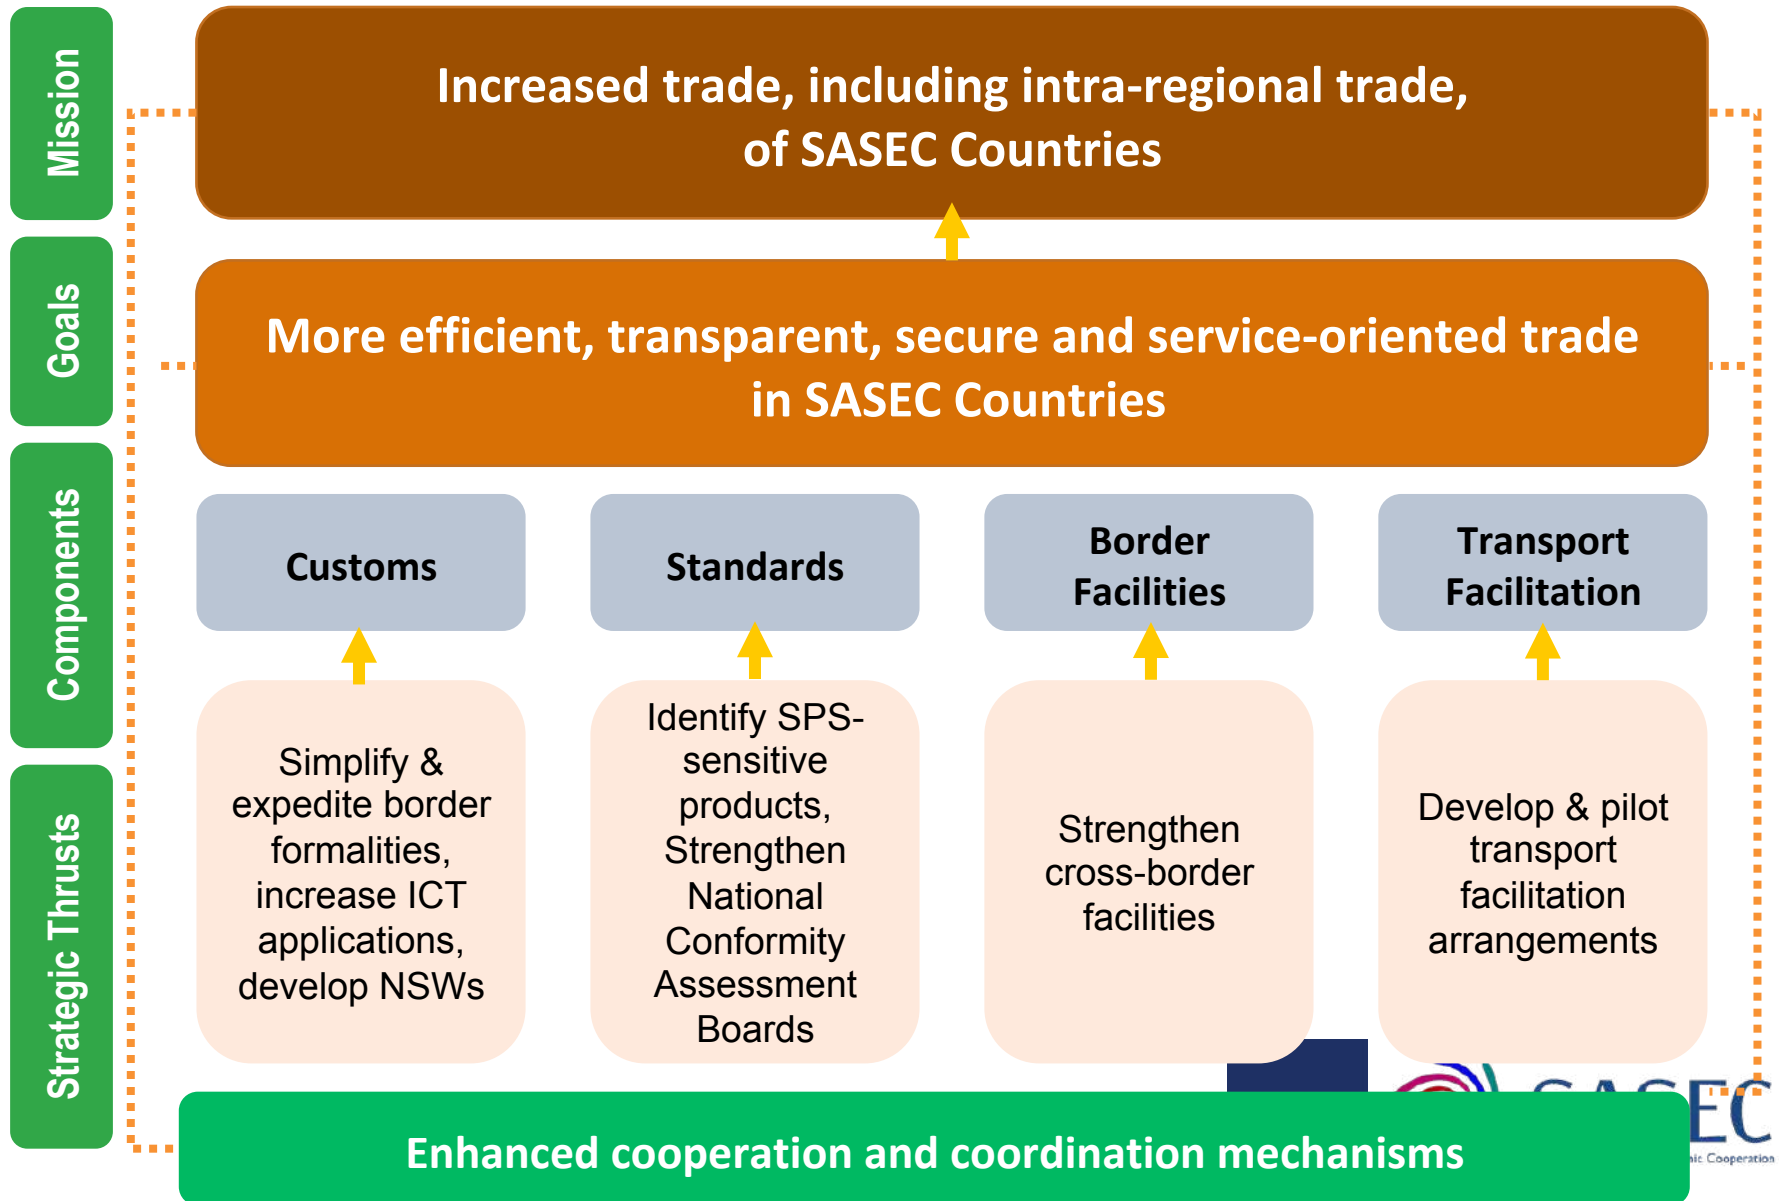 Mission
Increased trade, including intra-regional trade,
of SASEC Countries
Goals
More efficient, transparent, secure and service-oriented trade
in SASEC Countries
Components
Customs
Standards
Border
Facilities
Transport
Facilitation
Strategic Thrusts
Simplify &
expedite border
formalities,
increase ICT
applications,
develop NSWs
Identify SPS-
sensitive
products,
Strengthen
National
Conformity
Assessment
Boards
Strengthen
cross-border
facilities
Develop & pilot
transport
facilitation
arrangements
Enhanced cooperation and coordination mechanisms
SASEC
Cooperation